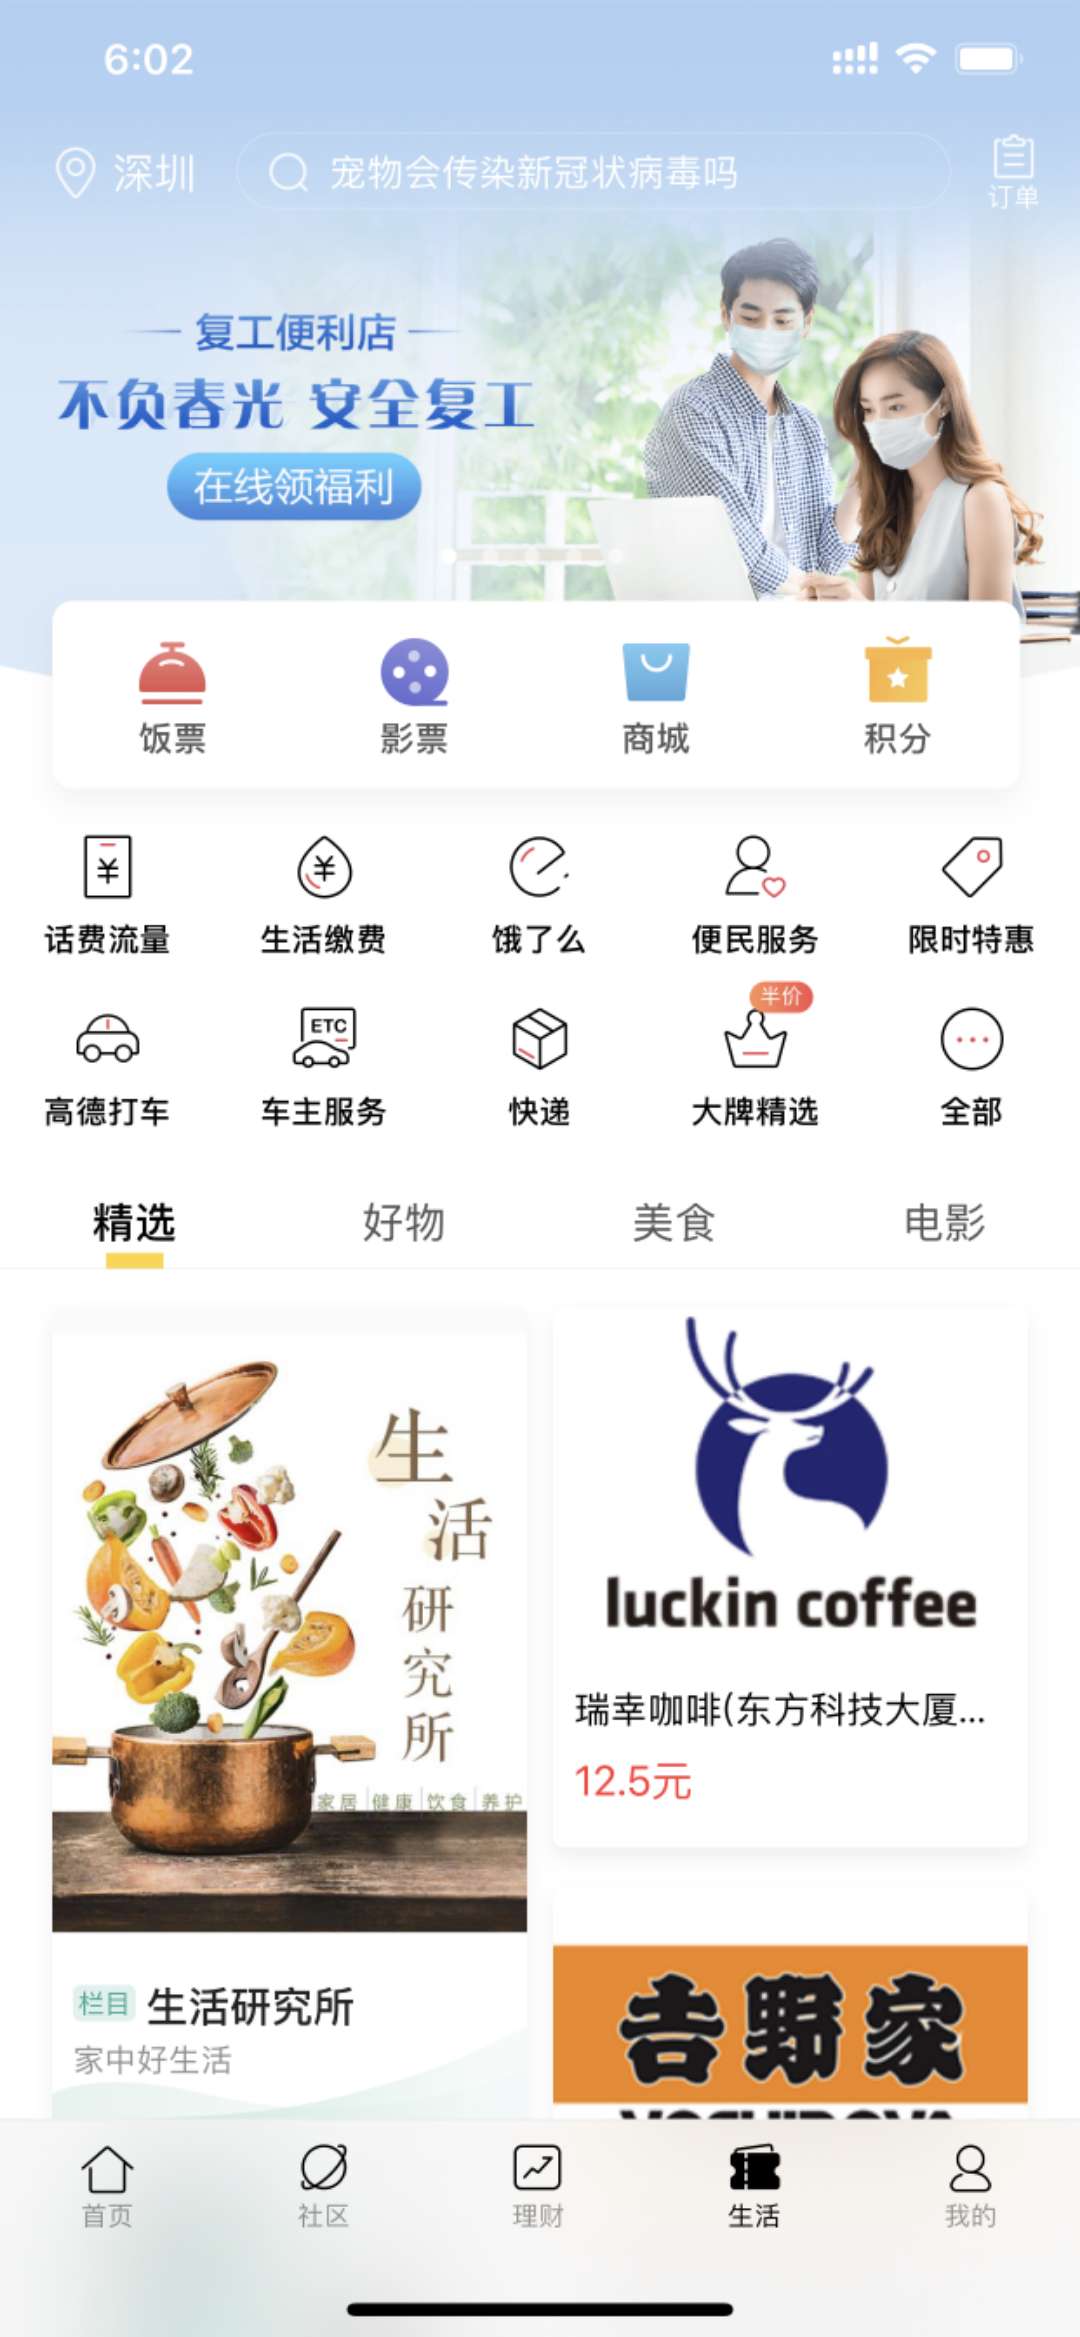 6:02
深圳
宠物会传染新冠状病毒吗
订单
复工便利店
不负春光 安全复工
在线领福利
饭票
影票
商城
积分
话费流量
生活缴费
饿了么
便民服务
限时特惠
半价
ETC
高德打车
车主服务
快递
大牌精选
全部
精选
好物
美食
电影
生活研究所
家居 健康 饮食 养护
luckin coffee
瑞幸咖啡(东方科技大厦...
12.5元
栏目 生活研究所
家中好生活
吉野家
YOSHINOYA
首页
社区
理财
生活
我的